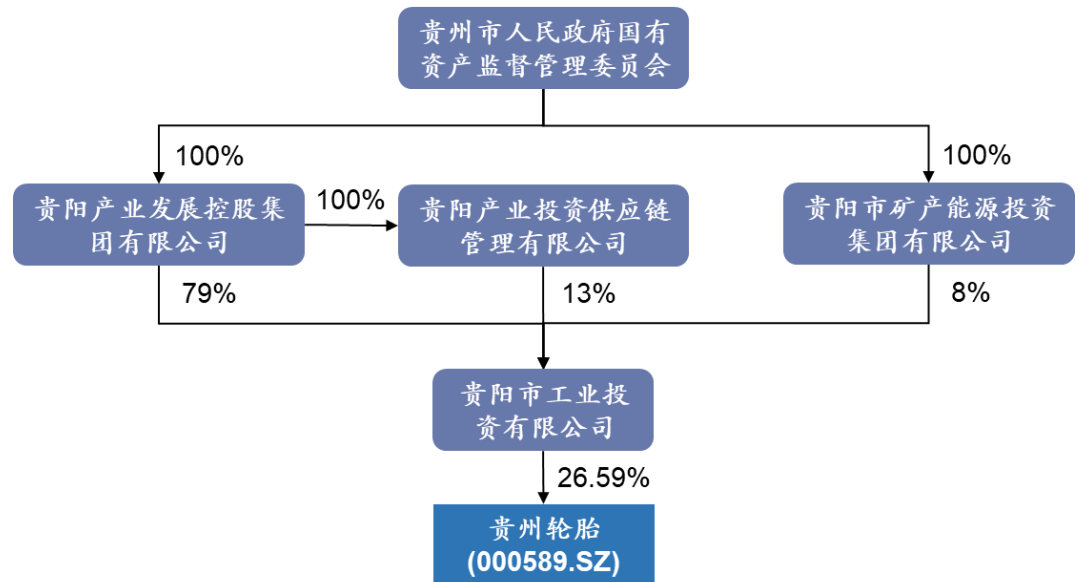 贵州市人民政府国有
资产监督管理委员会
100%
100%
贵阳产业发展控股集
团有限公司
100%
贵阳产业投资供应链
管理有限公司
贵阳市矿产能源投资
集团有限公司
79%
13%
8%
贵阳市工业投
资有限公司
26.59%
贵州轮胎
(000589.SZ)